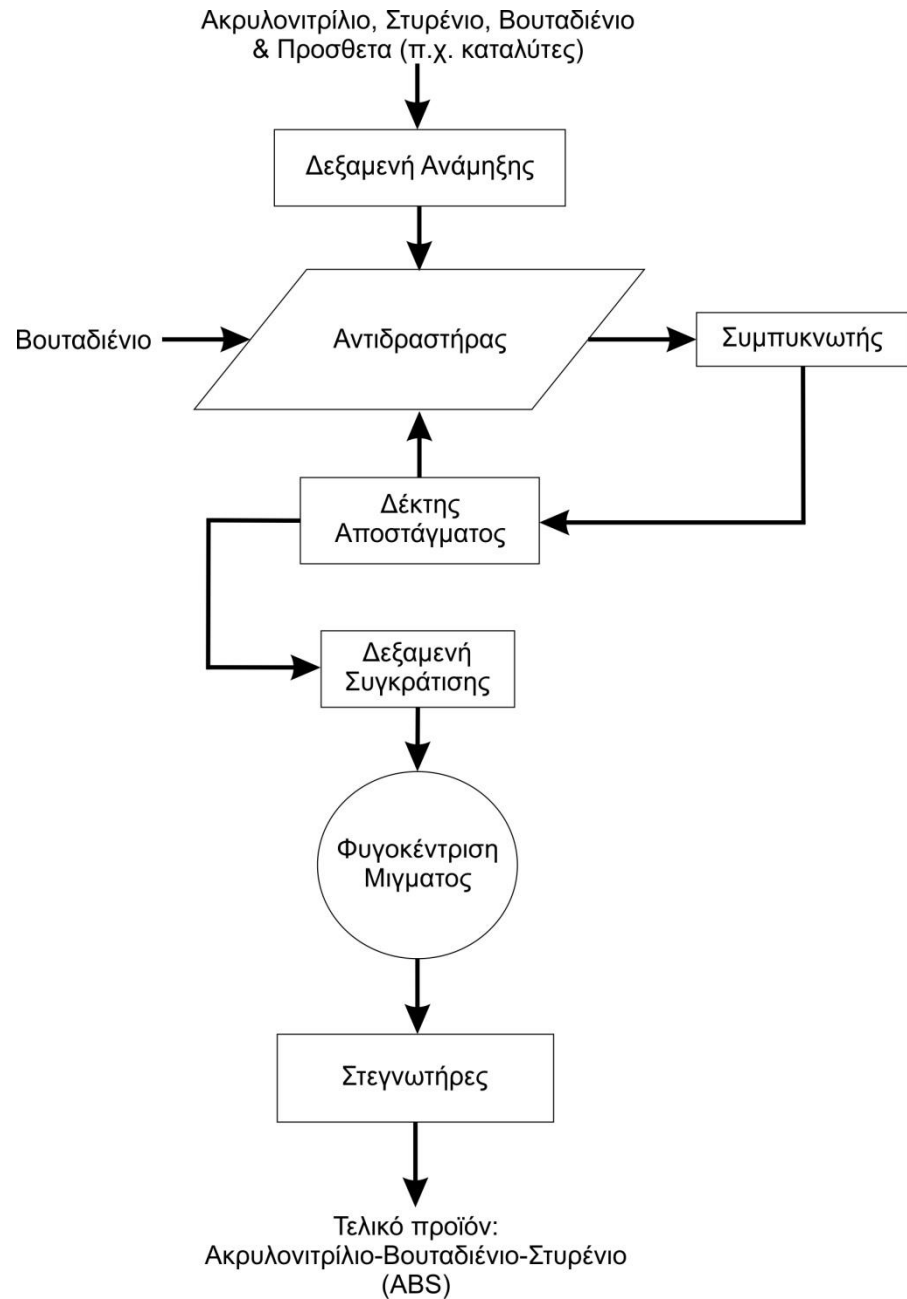 Ακρυλονιτρίλιο, Στυρένιο, Βουταδιένιο
& Προσθετα (π.χ. καταλύτες)
Δεξαμενή Ανάμηξης
Βουταδιένιο
Αντιδραστήρας
Συμπυκνωτής
Δέκτης
Αποστάγματος
Δεξαμενή
Συγκράτισης
Φυγοκέντριση
Μιγματος
Στεγνωτήρες
Τελικό προϊόν:
Ακρυλονιτρίλιο-Βουταδιένιο-Στυρένιο
(ABS)